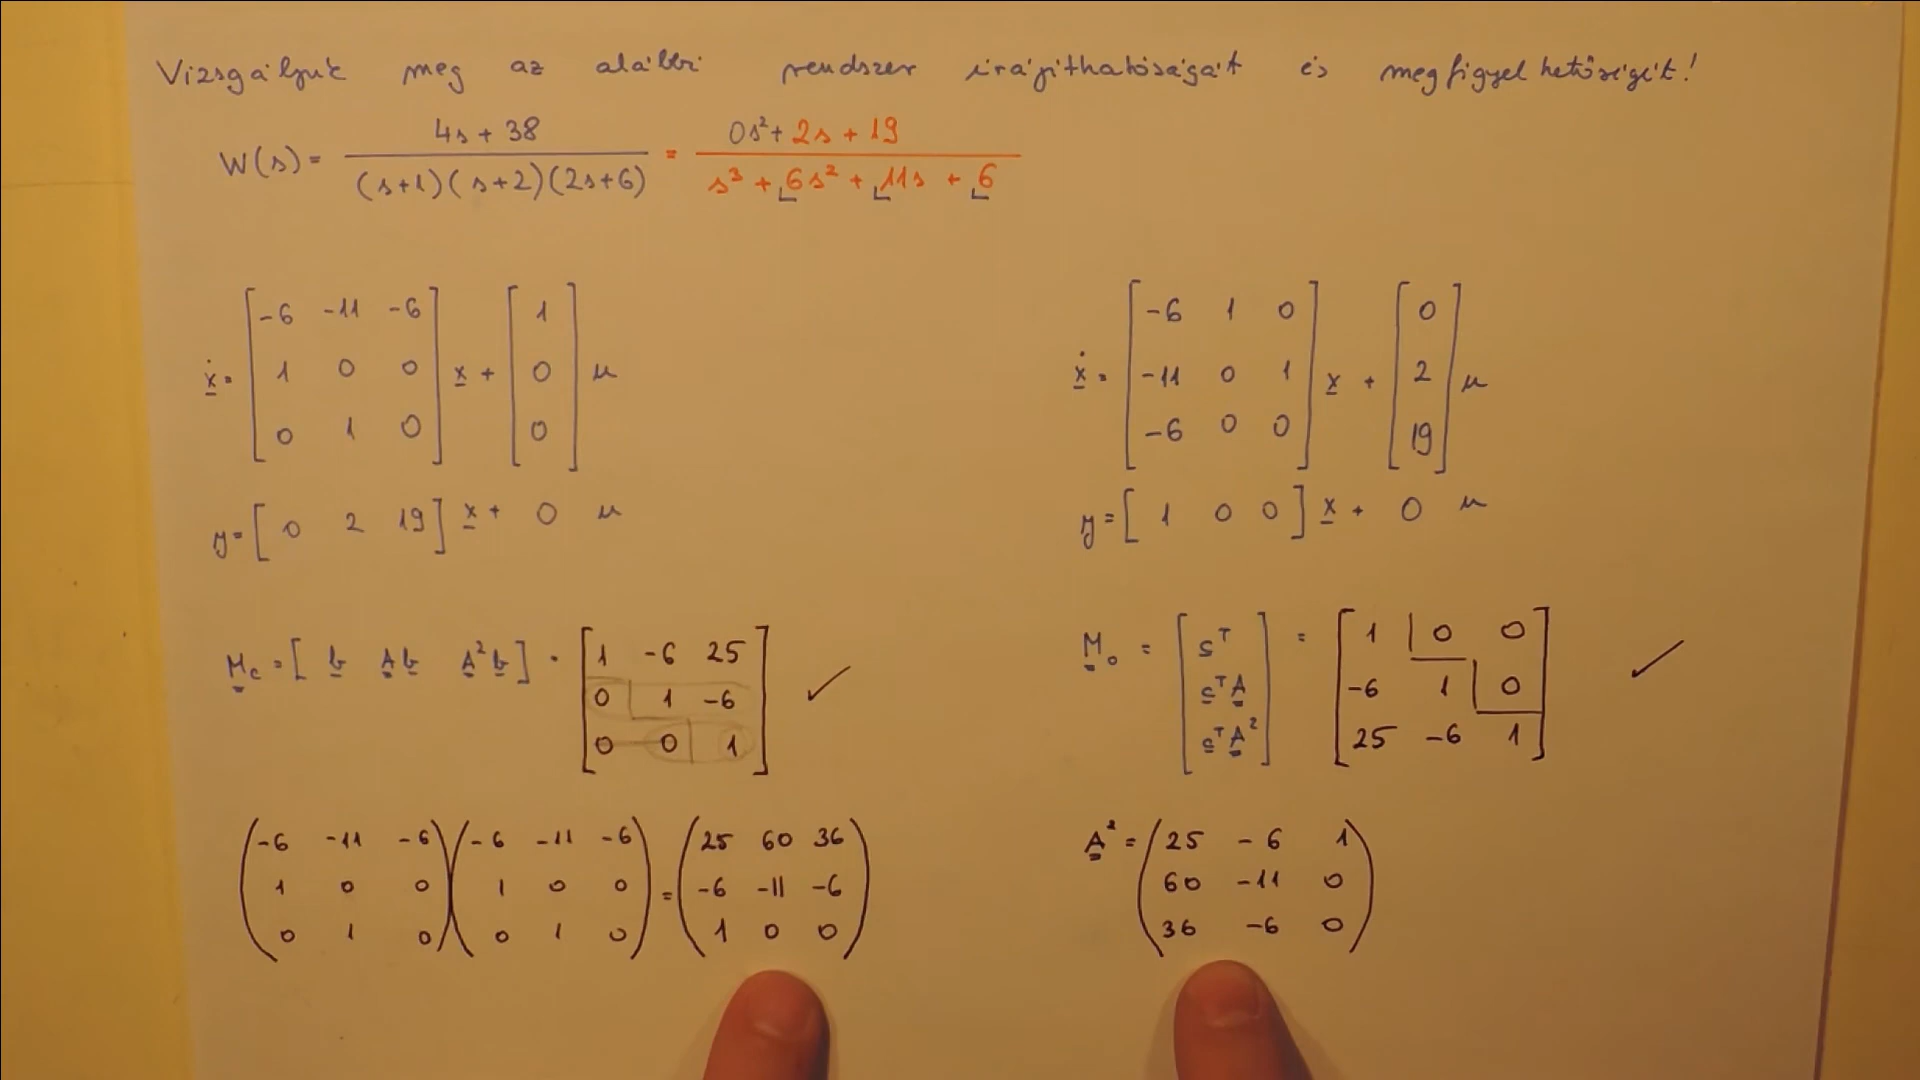 Vizsgáljuk meg az alábbi rendszer irányíthatóságát és megfigyelhetőségét!
W(s) = (4s + 38) / ((s+1)(s+2)(2s+6)) = (0s² + 2s + 19) / (s³ + 6s² + 11s + 6)
ẋ = [ -6 -11 -6 ; 1 0 0 ; 0 1 0 ] x + [ 1 ; 0 ; 0 ] u
y = [ 0 2 19 ] x + 0 u
M_c = [ b Ab A²b ] = [ 1 -6 25 ; 0 1 -6 ; 0 0 1 ] ✓
( -6 -11 -6 ; 1 0 0 ; 0 1 0 ) ( -6 -11 -6 ; 1 0 0 ; 0 1 0 ) = ( 25 60 36 ; -6 -11 -6 ; 1 0 0 )
ẋ = [ -6 1 0 ; -11 0 1 ; -6 0 0 ] x + [ 0 ; 2 ; 19 ] u
y = [ 1 0 0 ] x + 0 u
M_o = [ cᵀ ; cᵀA ; cᵀA² ] = [ 1 0 0 ; -6 1 0 ; 25 -6 1 ] ✓
A² = ( 25 -6 1 ; 60 -11 0 ; 36 -6 0 )